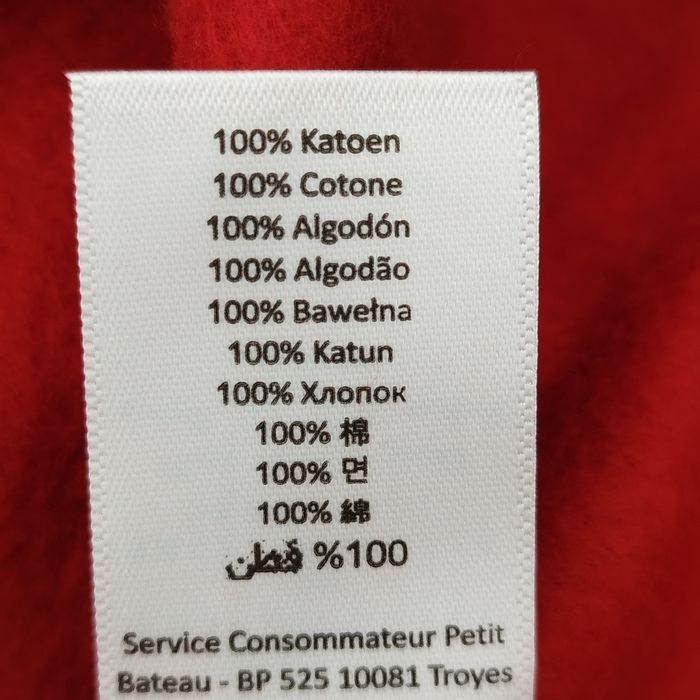 100% Katoen
100% Cotone
100% Algodón
100% Algodão
100% Bawełna
100% Katun
100% Хлопок
100% 棉
100% 면
100% 綿
%100 قطن
Service Consommateur Petit
Bateau - BP 525 10081 Troyes